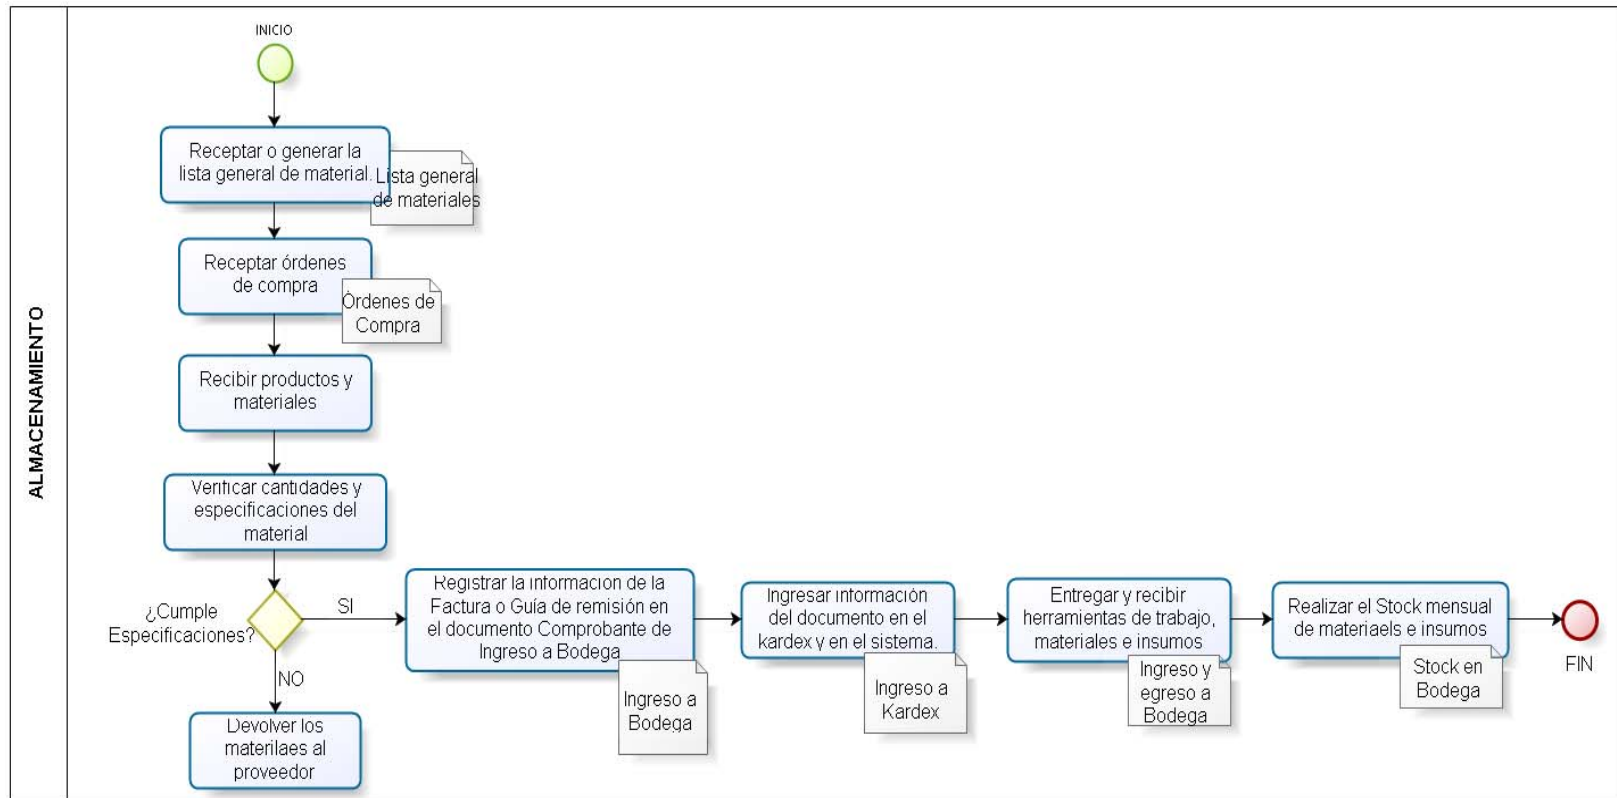 ALMACENAMIENTO
INICIO
Receptar o generar la
lista general de material.
Lista general
de materiales
Receptar órdenes
de compra
Órdenes de
Compra
Recibir productos y
materiales
Verificar cantidades y
especificaciones del
material
¿Cumple
Especificaciones?
SI
NO
Devolver los
materilaes al
proveedor
Registrar la información de la
Factura o Guía de remisión en
el documento Comprobante de
Ingreso a Bodega
Ingreso a
Bodega
Ingresar información
del documento en el
kardex y en el sistema.
Ingreso a
Kardex
Entregar y recibir
herramientas de trabajo,
materiales e insumos
Ingreso y
egreso a
Bodega
Realizar el Stock mensual
de materiaels e insumos
Stock en
Bodega
FIN